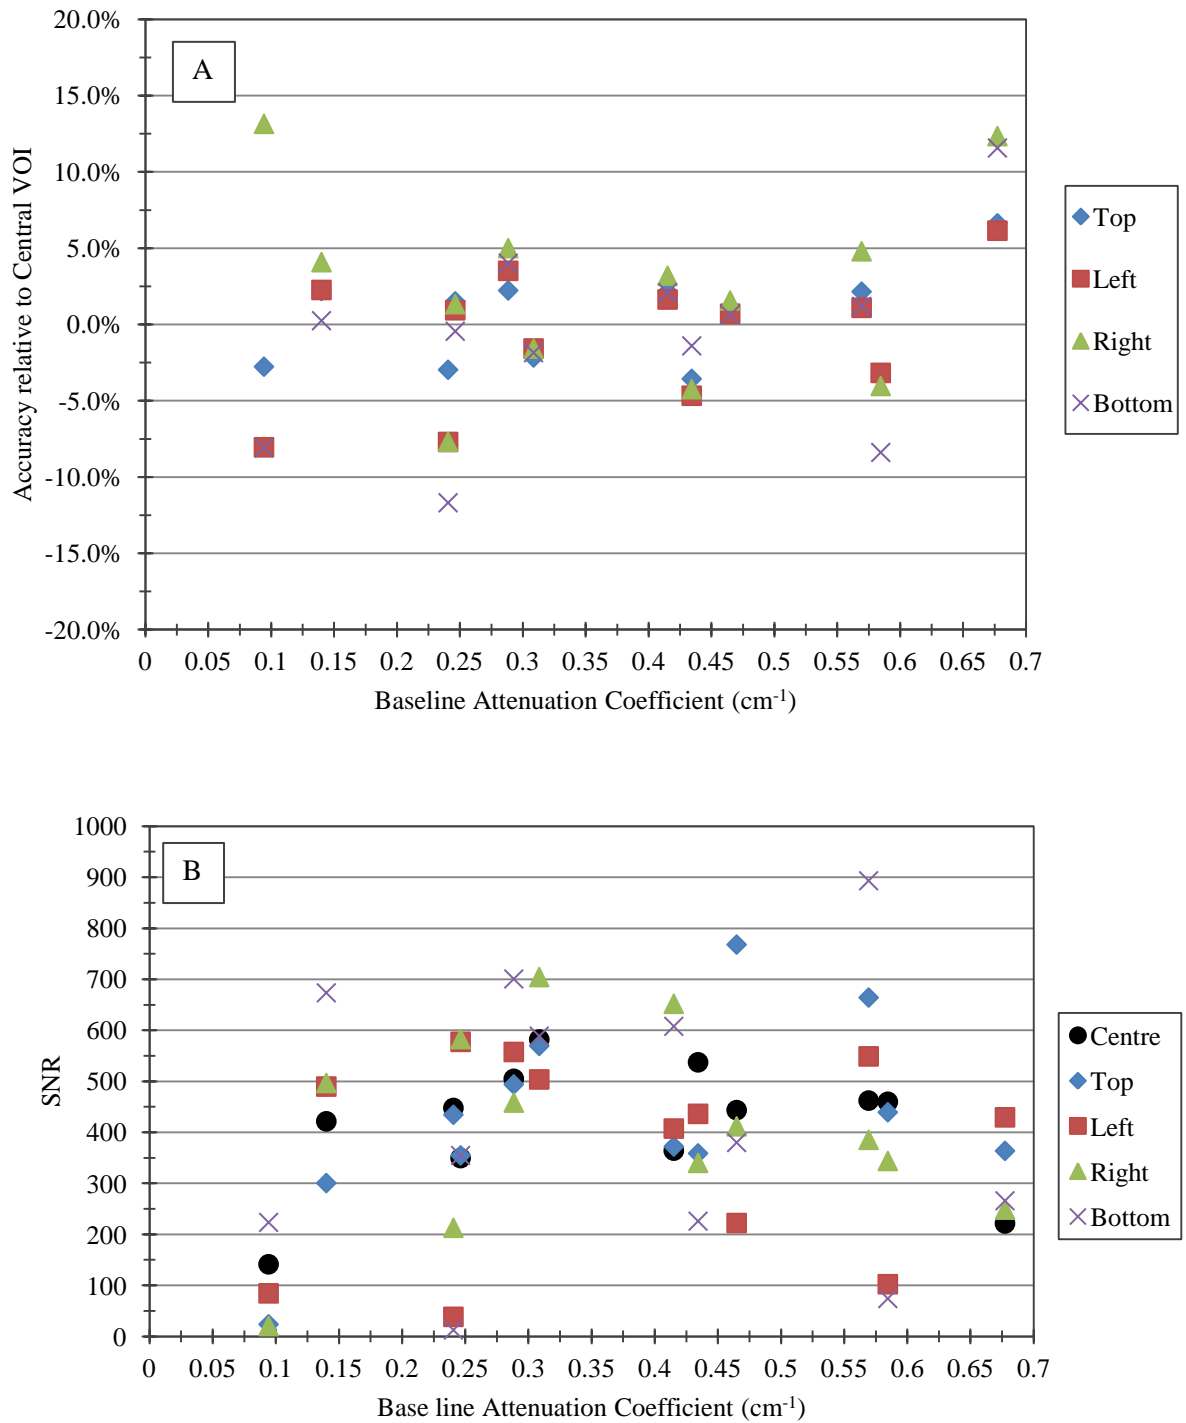 20.0%
15.0%
10.0%
5.0%
0.0%
-5.0%
-10.0%
-15.0%
-20.0%
Accuracy relative to Central VOI
A
0 0.05 0.1 0.15 0.2 0.25 0.3 0.35 0.4 0.45 0.5 0.55 0.6 0.65 0.7
Baseline Attenuation Coefficient (cm⁻¹)
Top
Left
Right
Bottom
1000
900
800
700
600
500
400
300
200
100
0
SNR
B
0 0.05 0.1 0.15 0.2 0.25 0.3 0.35 0.4 0.45 0.5 0.55 0.6 0.65 0.7
Base line Attenuation Coefficient (cm⁻¹)
Centre
Top
Left
Right
Bottom